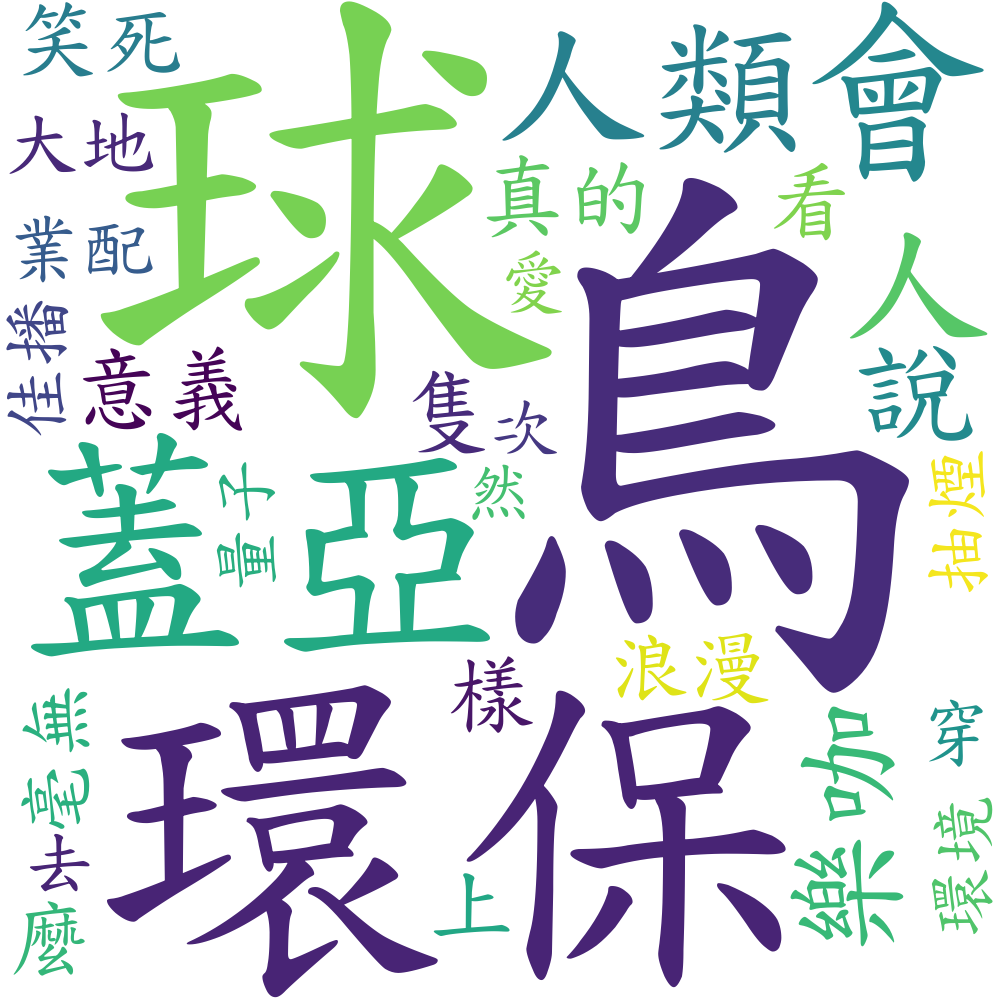 笑死
球
人類
會
大地
真的
看
業配
愛
鳥
人
佳播
意義
隻
次
說
蓋亞
量子
然
抽煙
樣
浪漫
毫無
環保
樂咖
穿
去
上
環境
麼